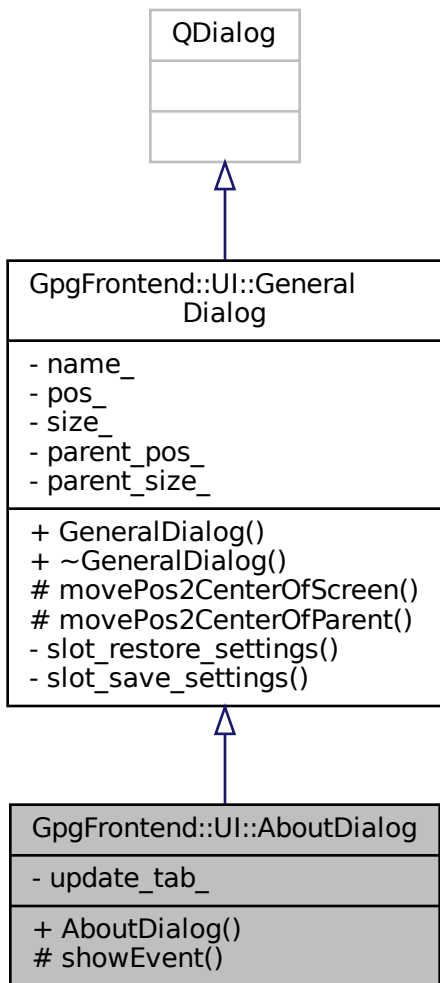 QDialog
GpgFrontend::UI::General
Dialog
- name_
- pos_
- size_
- parent_pos_
- parent_size_
+ GeneralDialog()
+ ~GeneralDialog()
# movePos2CenterOfScreen()
# movePos2CenterOfParent()
- slot_restore_settings()
- slot_save_settings()
GpgFrontend::UI::AboutDialog
- update_tab_
+ AboutDialog()
# showEvent()